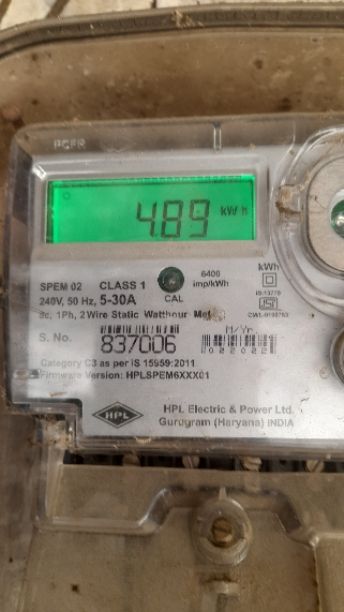 489 kWh
SPEM 02 CLASS 1
6400 imp/kWh
kWh
240V, 50 Hz, 5-30A
CAL
IS:13779
ac, 1Ph, 2 Wire Static Watthour
M/Yr.
S. No. 837006
Category C3 as per IS 15959:2011
Firmware Version: HPLSPEM6XXX01
HPL
HPL Electric & Power Ltd.
Gurugram (Haryana) INDIA